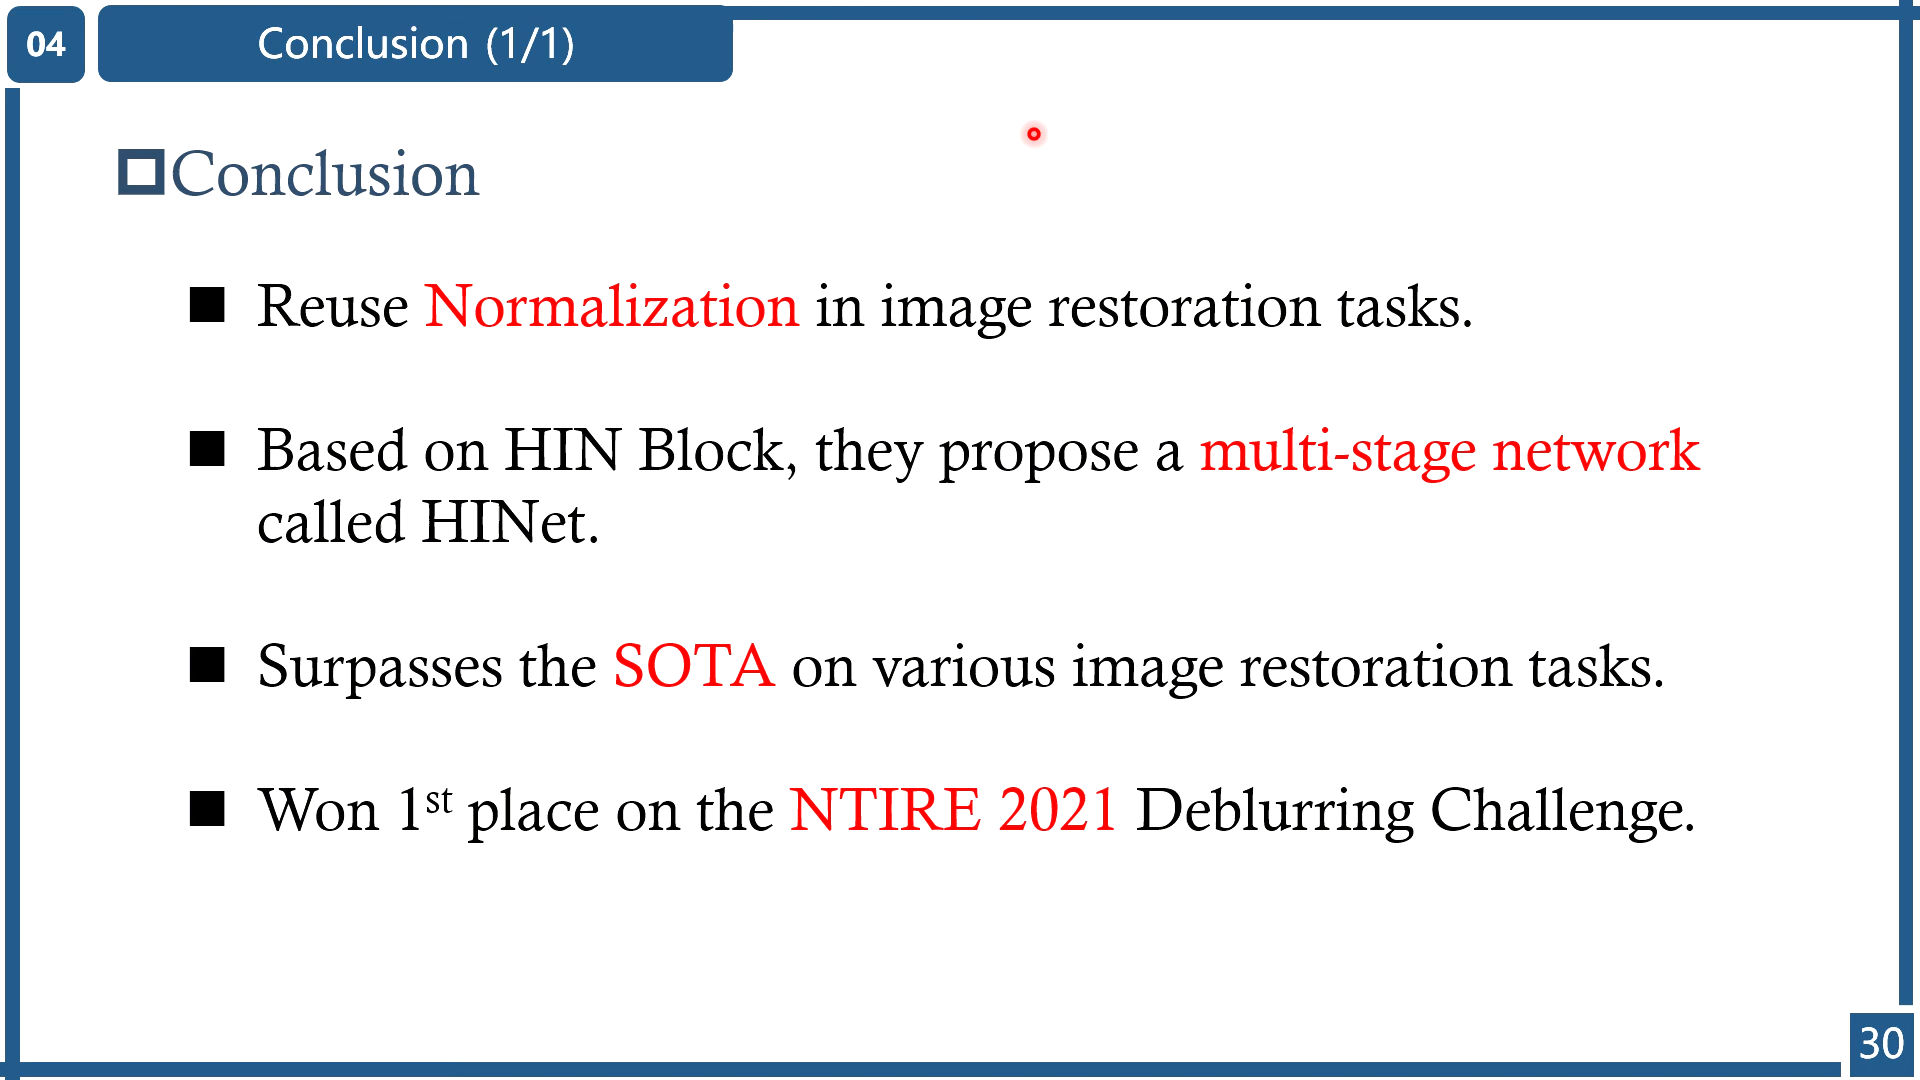 04
Conclusion (1/1)
Conclusion
Reuse Normalization in image restoration tasks.
Based on HIN Block, they propose a multi-stage network
called HINet.
Surpasses the SOTA on various image restoration tasks.
Won 1st place on the NTIRE 2021 Deblurring Challenge.
30